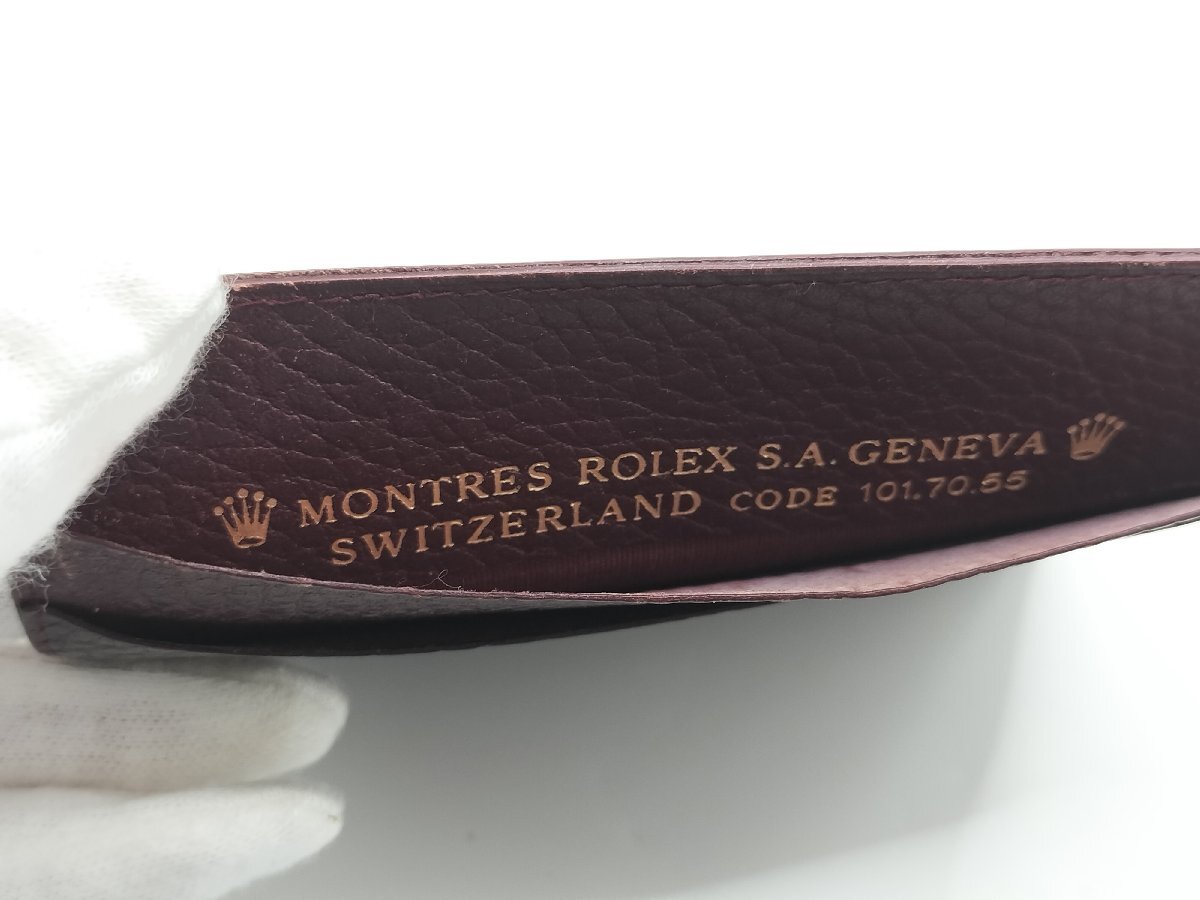 MONTRES ROLEX S.A. GENEVA
SWITZERLAND CODE 101.70.55